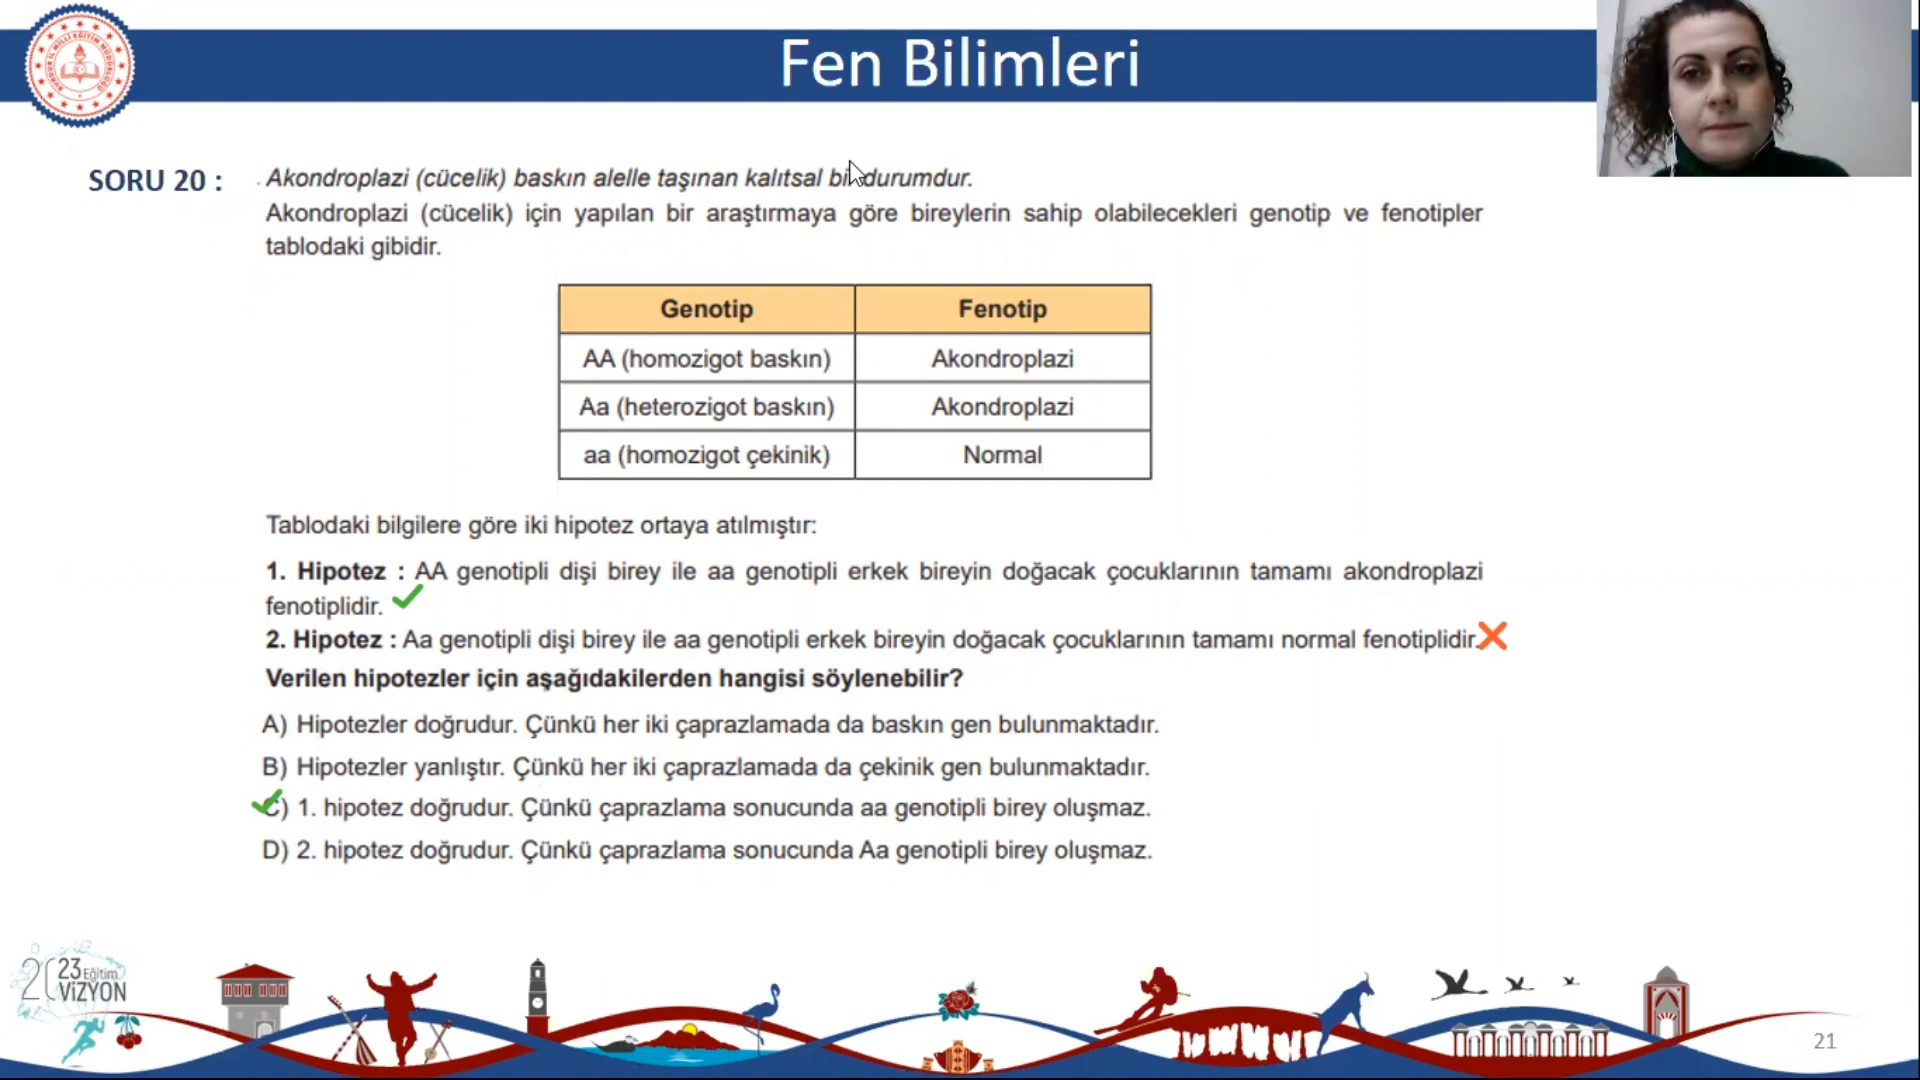 Fen Bilimleri
SORU 20 :
Akondroplazi (cücelik) baskın alelle taşınan kalıtsal bir durumdur.
Akondroplazi (cücelik) için yapılan bir araştırmaya göre bireylerin sahip olabilecekleri genotip ve fenotipler
tablodaki gibidir.
Genotip Fenotip
AA (homozigot baskın) Akondroplazi
Aa (heterozigot baskın) Akondroplazi
aa (homozigot çekinik) Normal
Tablodaki bilgilere göre iki hipotez ortaya atılmıştır:
1. Hipotez : AA genotipli dişi birey ile aa genotipli erkek bireyin doğacak çocuklarının tamamı akondroplazi
fenotiplidir.
2. Hipotez : Aa genotipli dişi birey ile aa genotipli erkek bireyin doğacak çocuklarının tamamı normal fenotiplidir.
Verilen hipotezler için aşağıdakilerden hangisi söylenebilir?
A) Hipotezler doğrudur. Çünkü her iki çaprazlamada da baskın gen bulunmaktadır.
B) Hipotezler yanlıştır. Çünkü her iki çaprazlamada da çekinik gen bulunmaktadır.
C) 1. hipotez doğrudur. Çünkü çaprazlama sonucunda aa genotipli birey oluşmaz.
D) 2. hipotez doğrudur. Çünkü çaprazlama sonucunda Aa genotipli birey oluşmaz.
2023 Eğitim
VİZYON
21